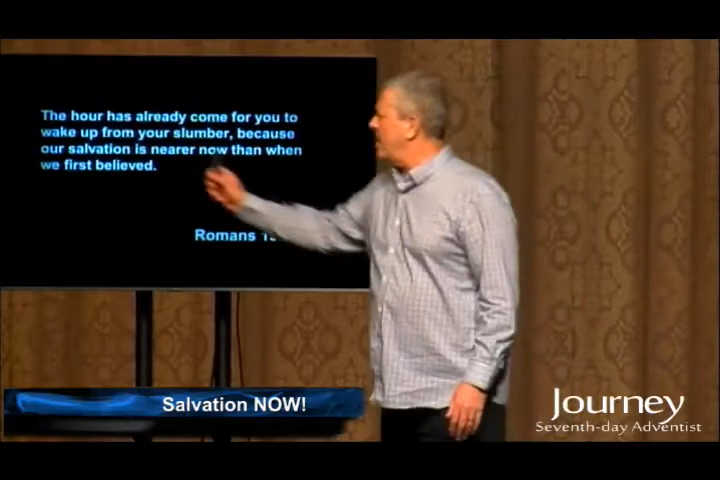 The hour has already come for you to
wake up from your slumber, because
our salvation is nearer now than when
we first believed.
Romans
Salvation NOW!
Journey
Seventh-day Adventist